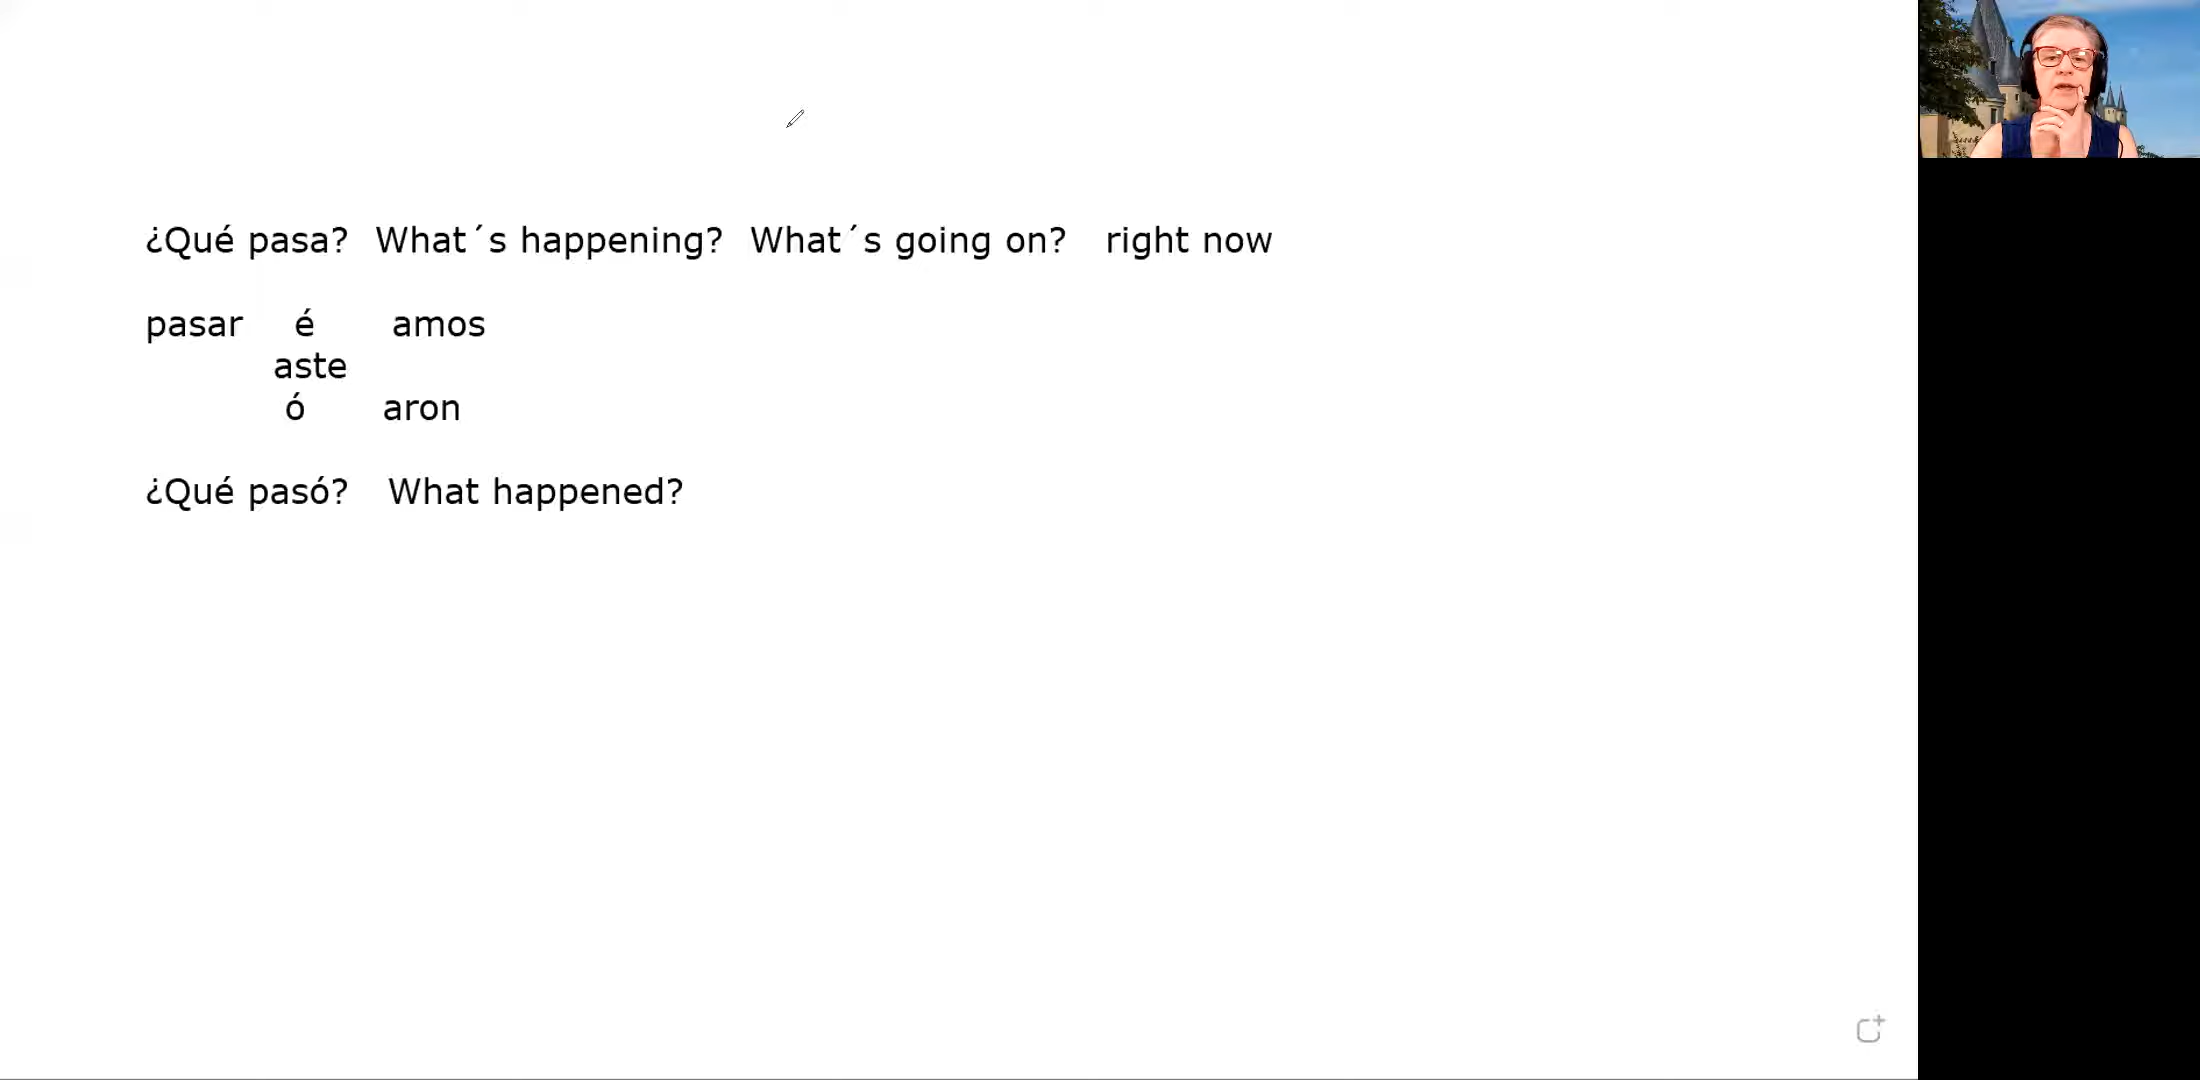 ¿Qué pasa? What´s happening? What´s going on? right now
pasar é amos
aste
ó aron
¿Qué pasó? What happened?